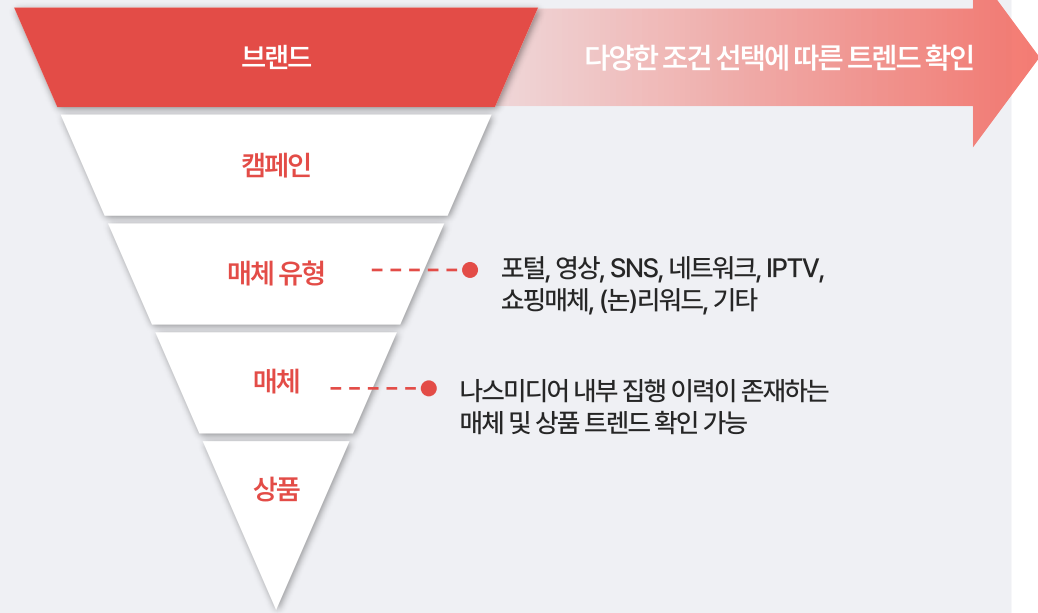 브랜드
다양한 조건 선택에 따른 트렌드 확인
캠페인
매체 유형
포털, 영상, SNS, 네트워크, IPTV,
쇼핑매체, (논)리워드, 기타
매체
나스미디어 내부 집행 이력이 존재하는
매체 및 상품 트렌드 확인 가능
상품